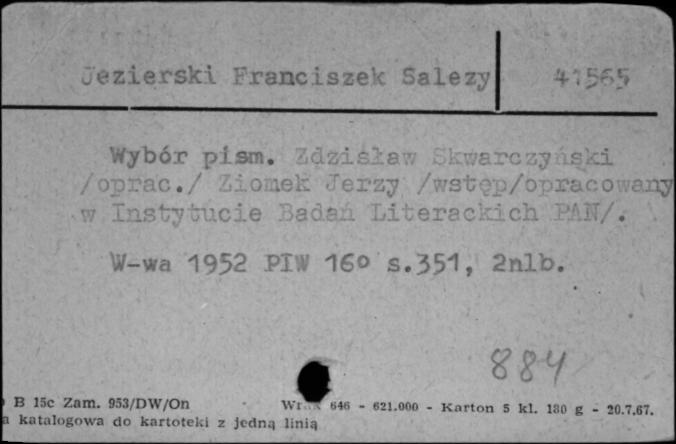 Jezierski Franciszek Salezy 41565
Wybór pism. Zdzisław Skwarczyński
/oprac./ Ziomek Jerzy /wstęp/opracowany
w Instytucie Badań Literackich PAN/.
W-wa 1952 PIW 16o s.351, 2nlb.
884
B 15c Zam. 953/DW/On 646 - 621.000 - Karton 5 kl. 180 g - 20.7.67.
a katalogowa do kartoteki z jedną linią